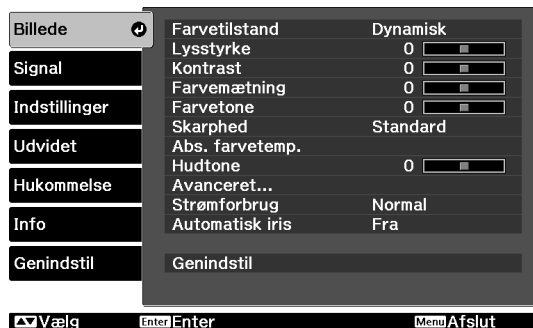 Billede
Signal
Indstillinger
Udvidet
Hukommelse
Info
Genindstil
Farvetilstand Dynamisk
Lysstyrke 0
Kontrast 0
Farvemætning 0
Farvetone 0
Skarphed Standard
Abs. farvetemp.
Hudtone 0
Avanceret...
Strømforbrug Normal
Automatisk iris Fra
Genindstil
Vælg Enter Enter Menu Afslut